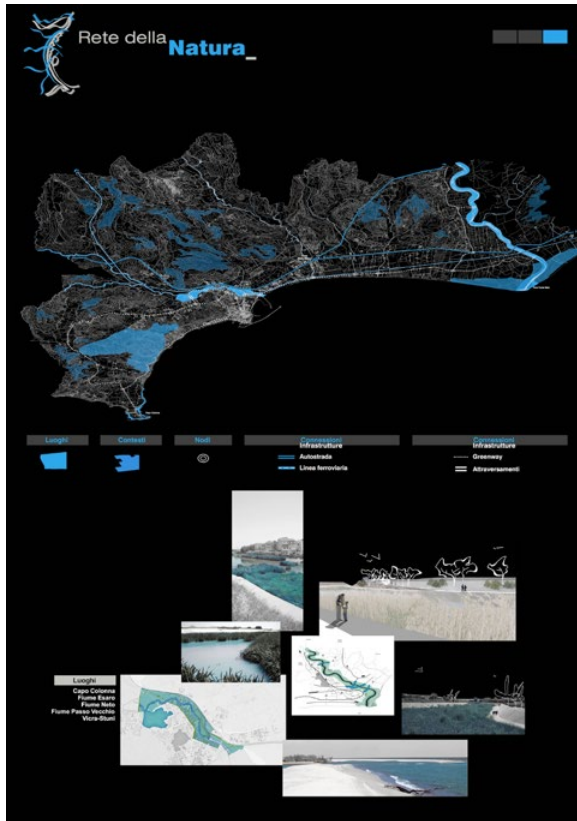 Rete della
Natura_
Luoghi
Contesti
Nodi
Connessioni
Infrastrutture
Autostrada
Linea ferroviaria
Connessioni
Infrastrutture
Greenway
Attraversamenti
Luoghi
Capo Colonna
Fiume Esaro
Fiume Neto
Fiume Passo Vecchio
Vicra-Stuni